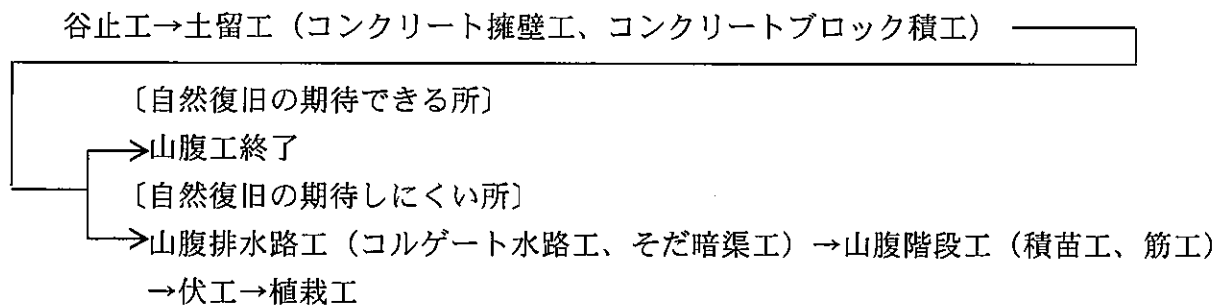 谷止工→土留工（コンクリート擁壁工、コンクリートブロック積工）
〔自然復旧の期待できる所〕
山腹工終了
〔自然復旧の期待しにくい所〕
山腹排水路工（コルゲート水路工、そだ暗渠工）→山腹階段工（積苗工、筋工）
→伏工→植栽工